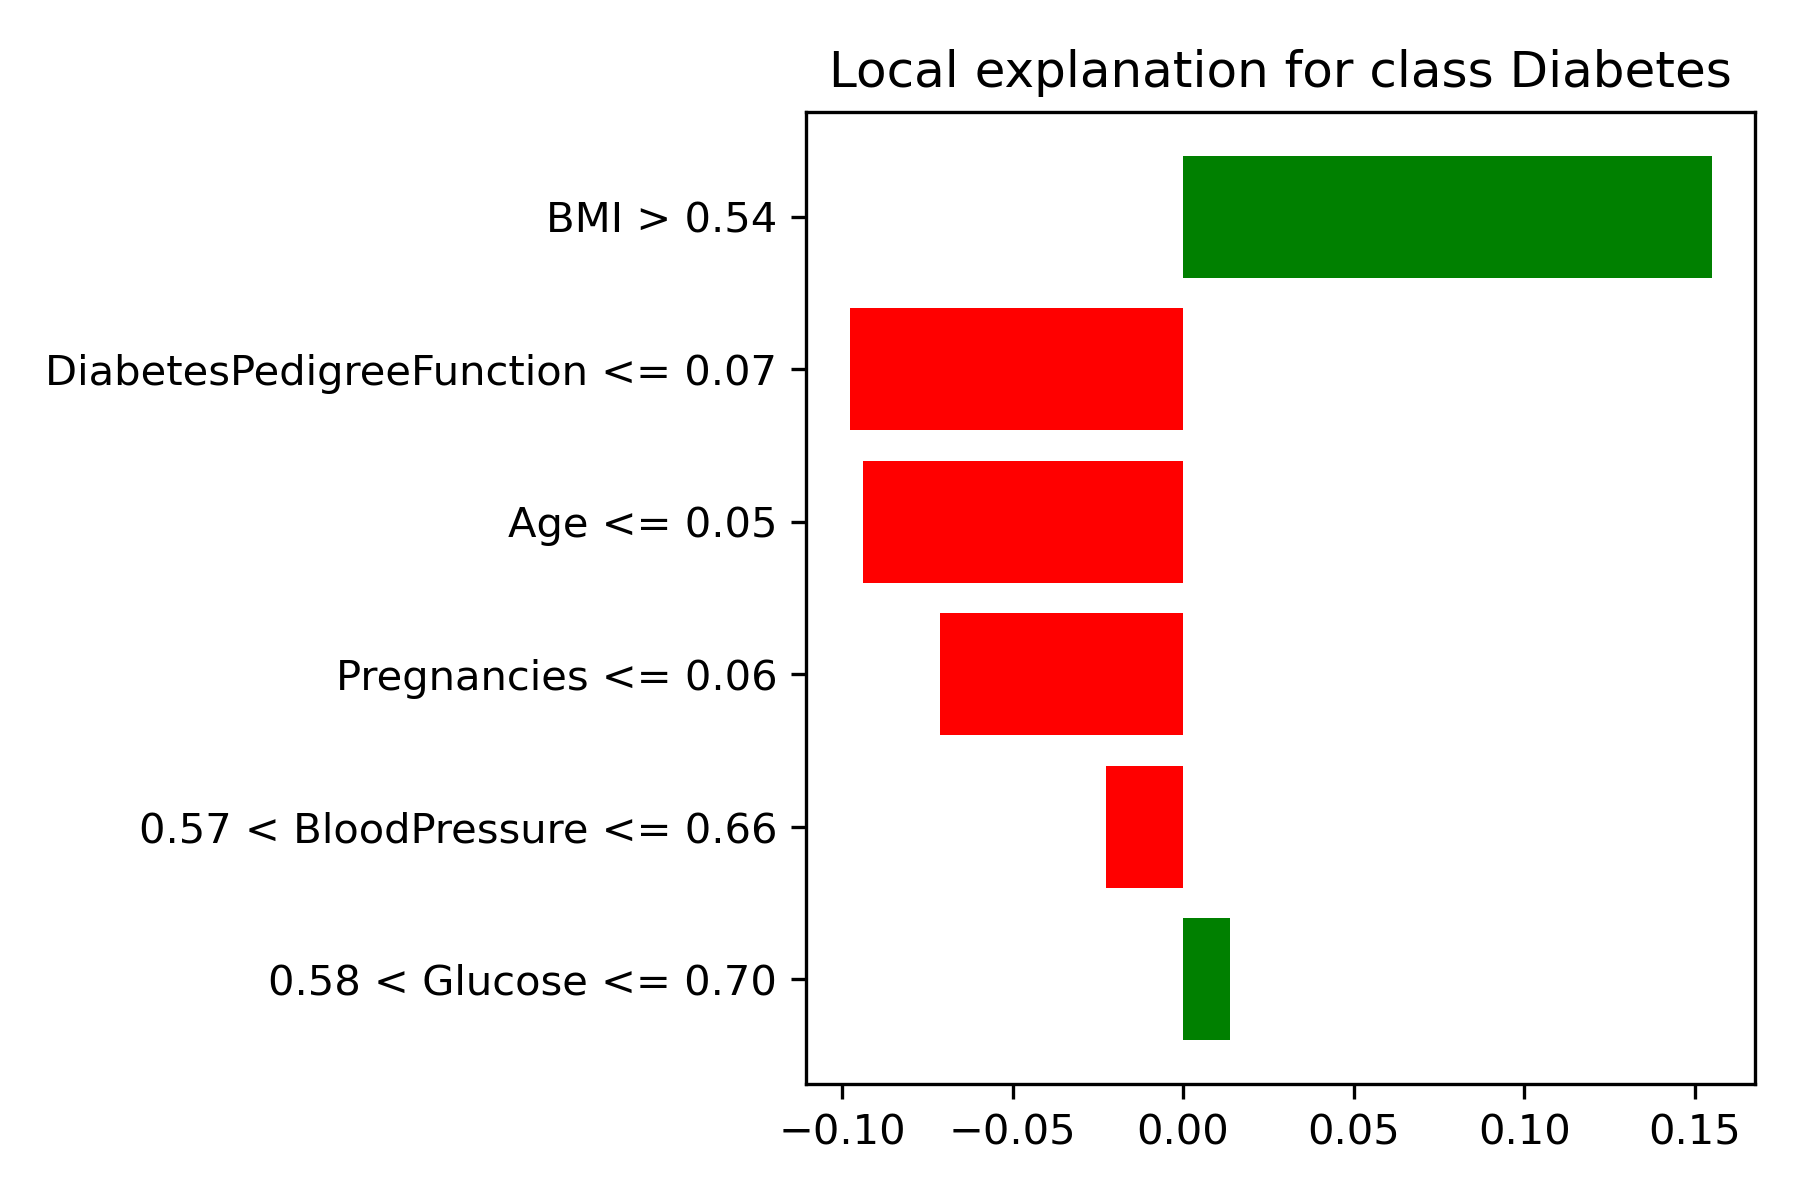 Local explanation for class Diabetes
BMI > 0.54
DiabetesPedigreeFunction <= 0.07
Age <= 0.05
Pregnancies <= 0.06
0.57 < BloodPressure <= 0.66
0.58 < Glucose <= 0.70
−0.10 −0.05 0.00 0.05 0.10 0.15